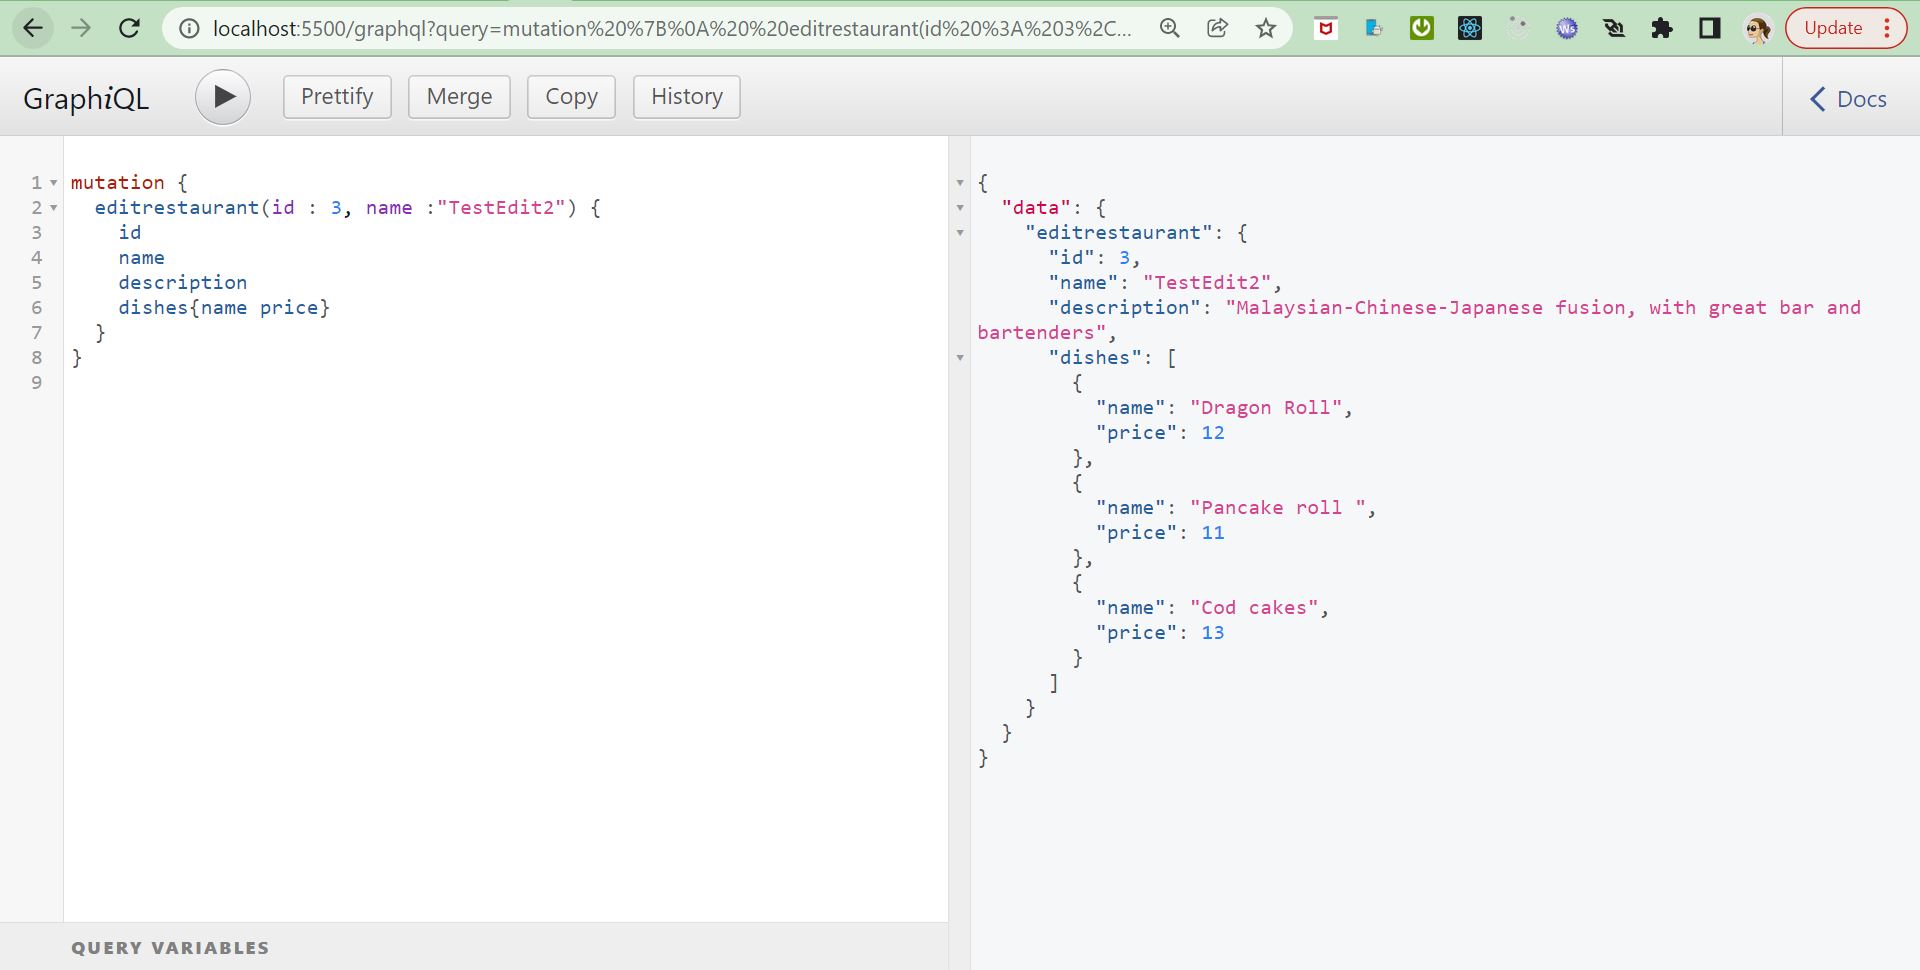 localhost:5500/graphql?query=mutation%20%7B%0A%20%20editrestaurant(id%20%3A%203%2C...
Update
GraphiQL
Prettify
Merge
Copy
History
Docs
1 mutation {
2   editrestaurant(id : 3, name :"TestEdit2") {
3     id
4     name
5     description
6     dishes{name price}
7   }
8 }
9
QUERY VARIABLES
{
  "data": {
    "editrestaurant": {
      "id": 3,
      "name": "TestEdit2",
      "description": "Malaysian-Chinese-Japanese fusion, with great bar and
bartenders",
      "dishes": [
        {
          "name": "Dragon Roll",
          "price": 12
        },
        {
          "name": "Pancake roll ",
          "price": 11
        },
        {
          "name": "Cod cakes",
          "price": 13
        }
      ]
    }
  }
}